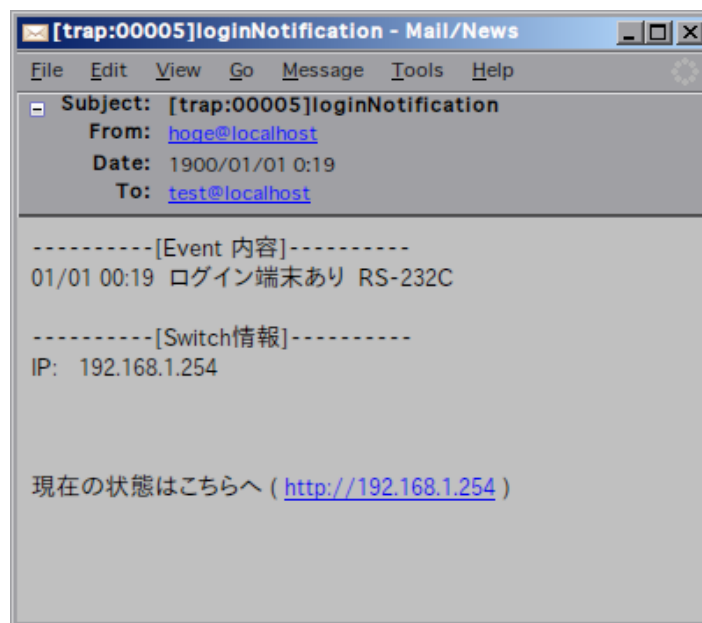 [trap:00005]loginNotification - Mail/News
File Edit View Go Message Tools Help
Subject: [trap:00005]loginNotification
From: hoge@localhost
Date: 1900/01/01 0:19
To: test@localhost
----------[Event 内容]----------
01/01 00:19 ログイン端末あり RS-232C
----------[Switch情報]----------
IP: 192.168.1.254
現在の状態はこちらへ ( http://192.168.1.254 )